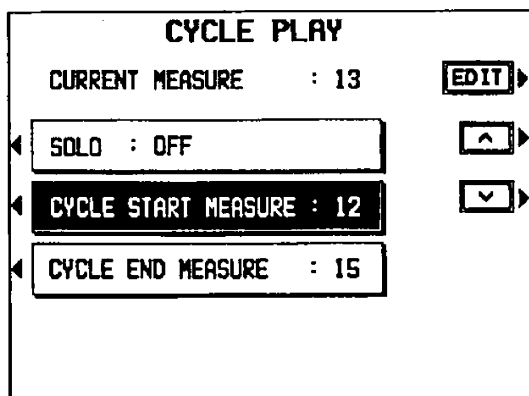 CYCLE PLAY
CURRENT MEASURE : 13
EDIT
SOLO : OFF
CYCLE START MEASURE : 12
CYCLE END MEASURE : 15